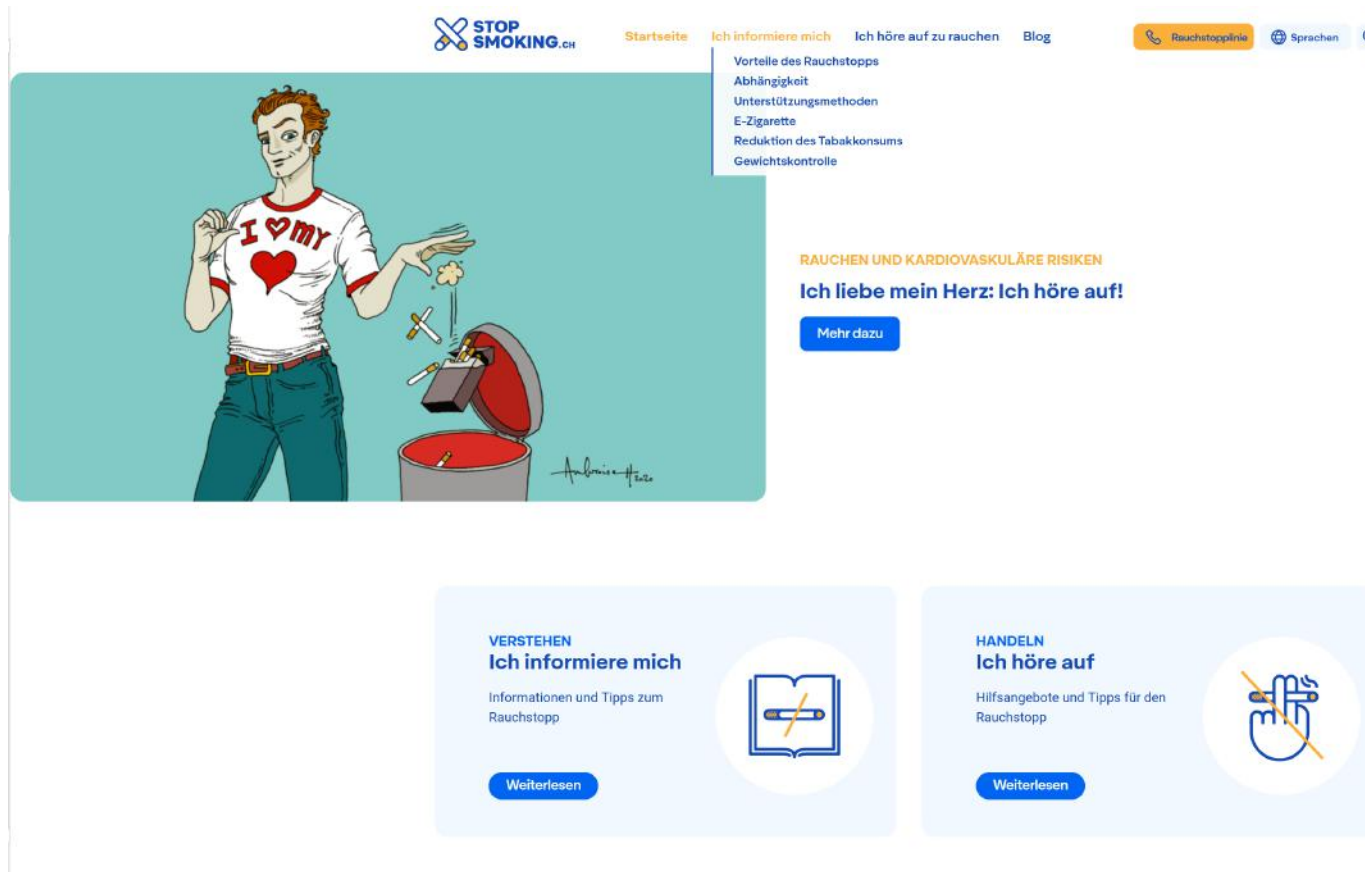 STOP
SMOKING.CH
Startseite
Ich informiere mich
Ich höre auf zu rauchen
Blog
Rauchstopplinie
Sprachen
Vorteile des Rauchstopps
Abhängigkeit
Unterstützungsmethoden
E-Zigarette
Reduktion des Tabakkonsums
Gewichtskontrolle
I ♡ MY
RAUCHEN UND KARDIOVASKULÄRE RISIKEN
Ich liebe mein Herz: Ich höre auf!
Mehr dazu
2020
VERSTEHEN
Ich informiere mich
Informationen und Tipps zum
Rauchstopp
Weiterlesen
HANDELN
Ich höre auf
Hilfsangebote und Tipps für den
Rauchstopp
Weiterlesen